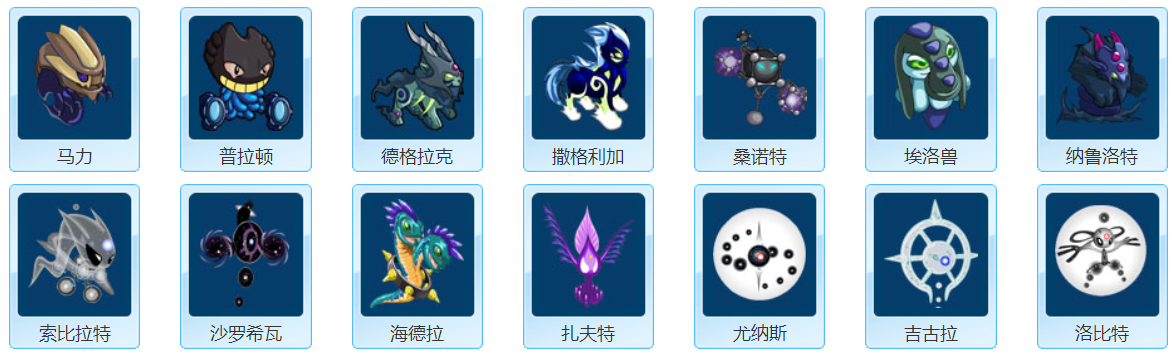 马力
普拉顿
德格拉克
撒格利加
桑诺特
埃洛兽
纳鲁洛特
索比拉特
沙罗希瓦
海德拉
扎夫特
尤纳斯
吉古拉
洛比特